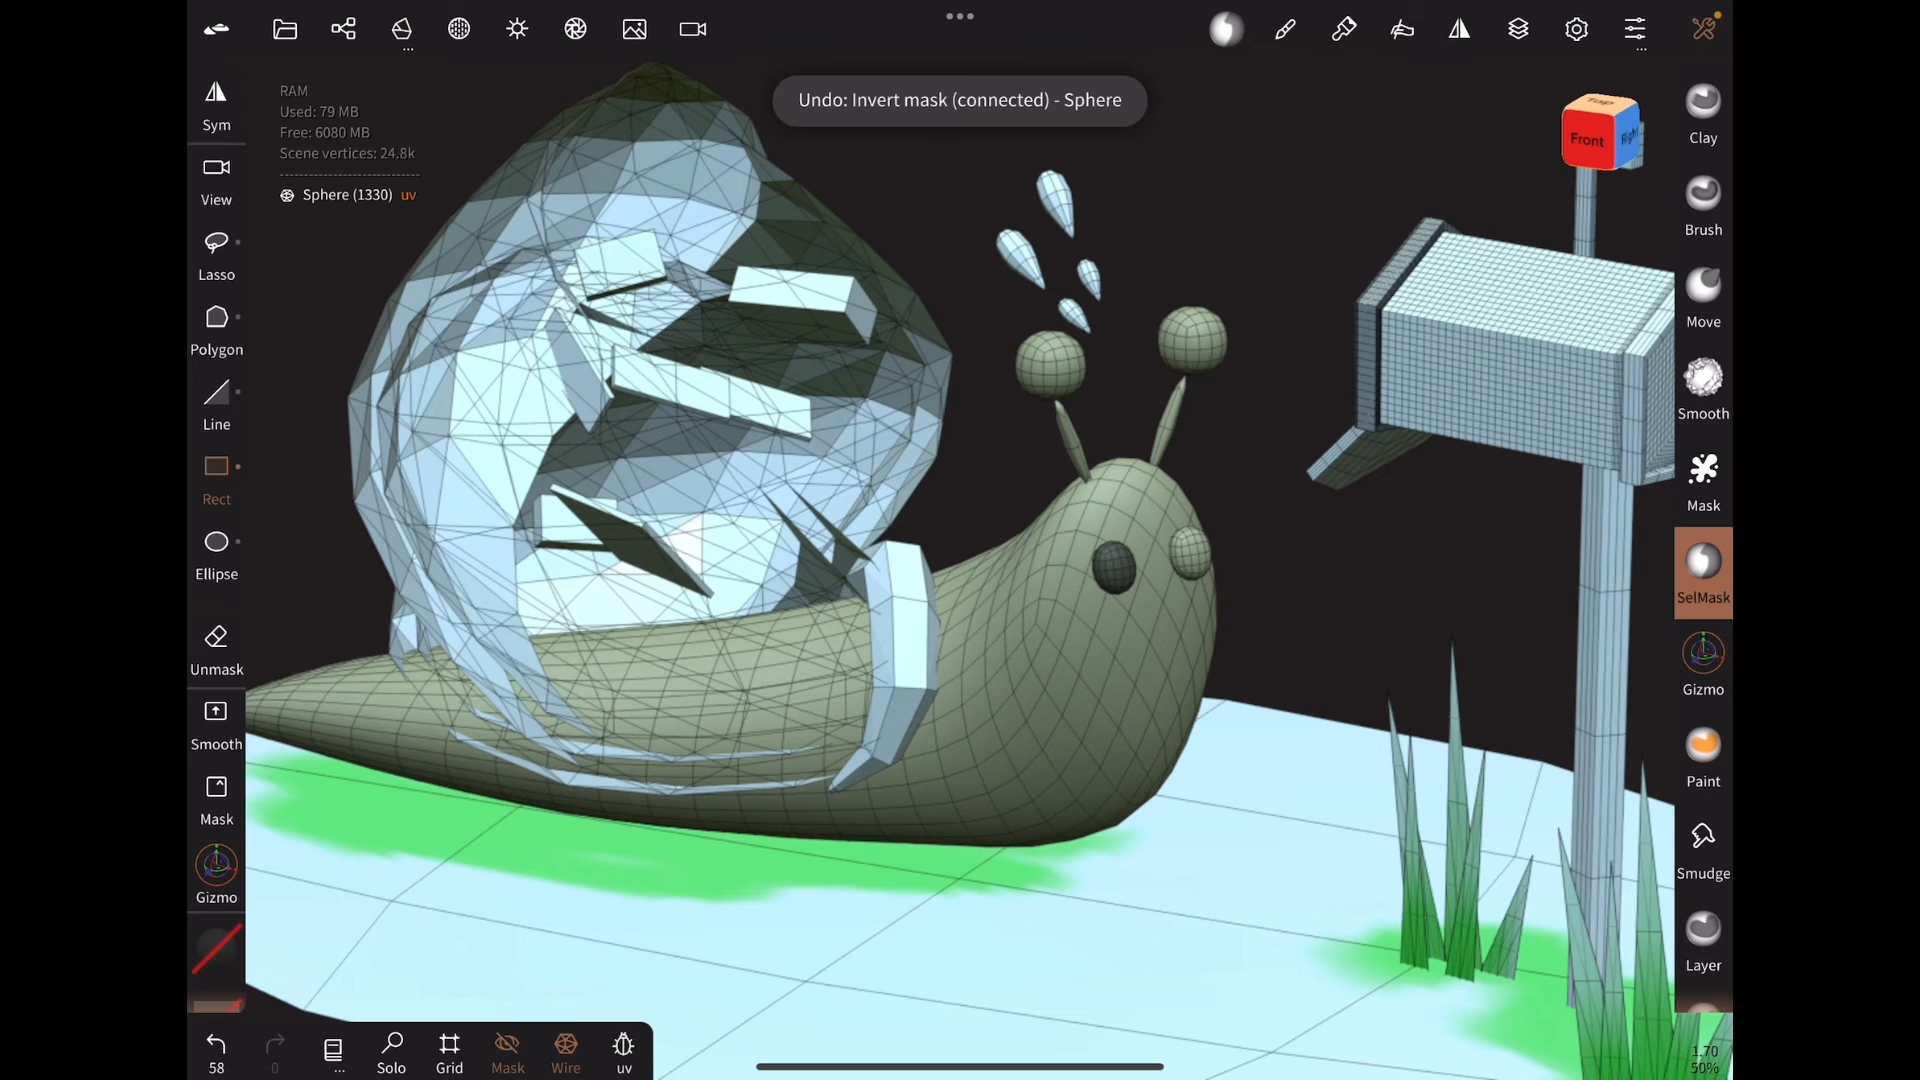 Undo: Invert mask (connected) - Sphere
RAM
Used: 79 MB
Free: 6080 MB
Scene vertices: 24.8k
Sphere (1330) uv
Sym
View
Lasso
Polygon
Line
Rect
Ellipse
Unmask
Smooth
Mask
Gizmo
Top
Front
Right
Clay
Brush
Move
Smooth
Mask
SelMask
Gizmo
Paint
Smudge
Layer
1.70
50%
58
0
Solo
Grid
Mask
Wire
uv